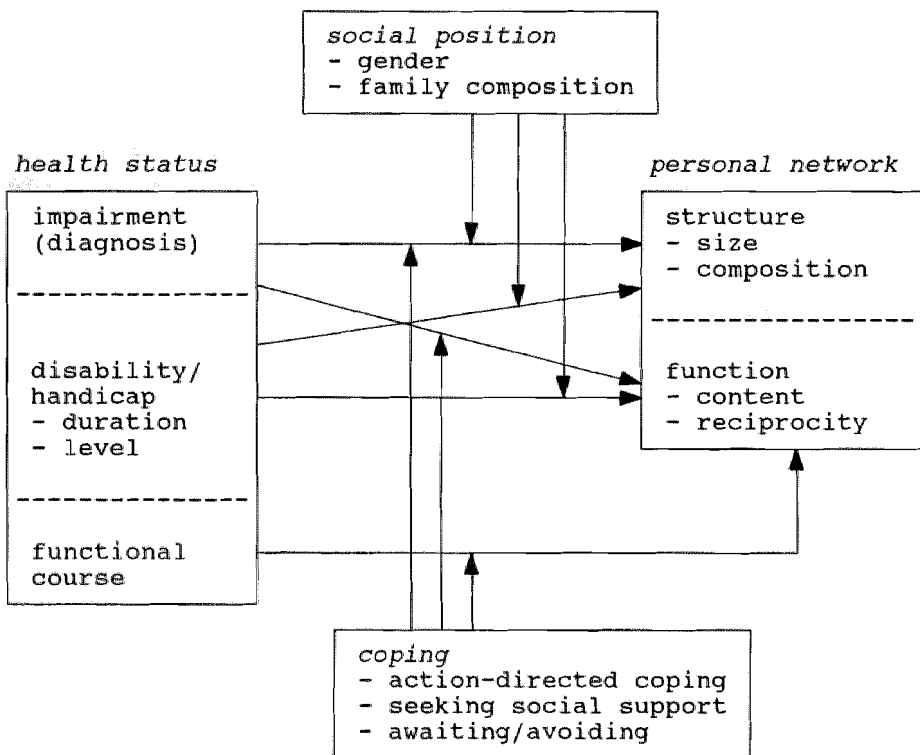 social position
- gender
- family composition
health status
impairment
(diagnosis)
disability/
handicap
- duration
- level
functional
course
personal network
structure
- size
- composition
function
- content
- reciprocity
coping
- action-directed coping
- seeking social support
- awaiting/avoiding